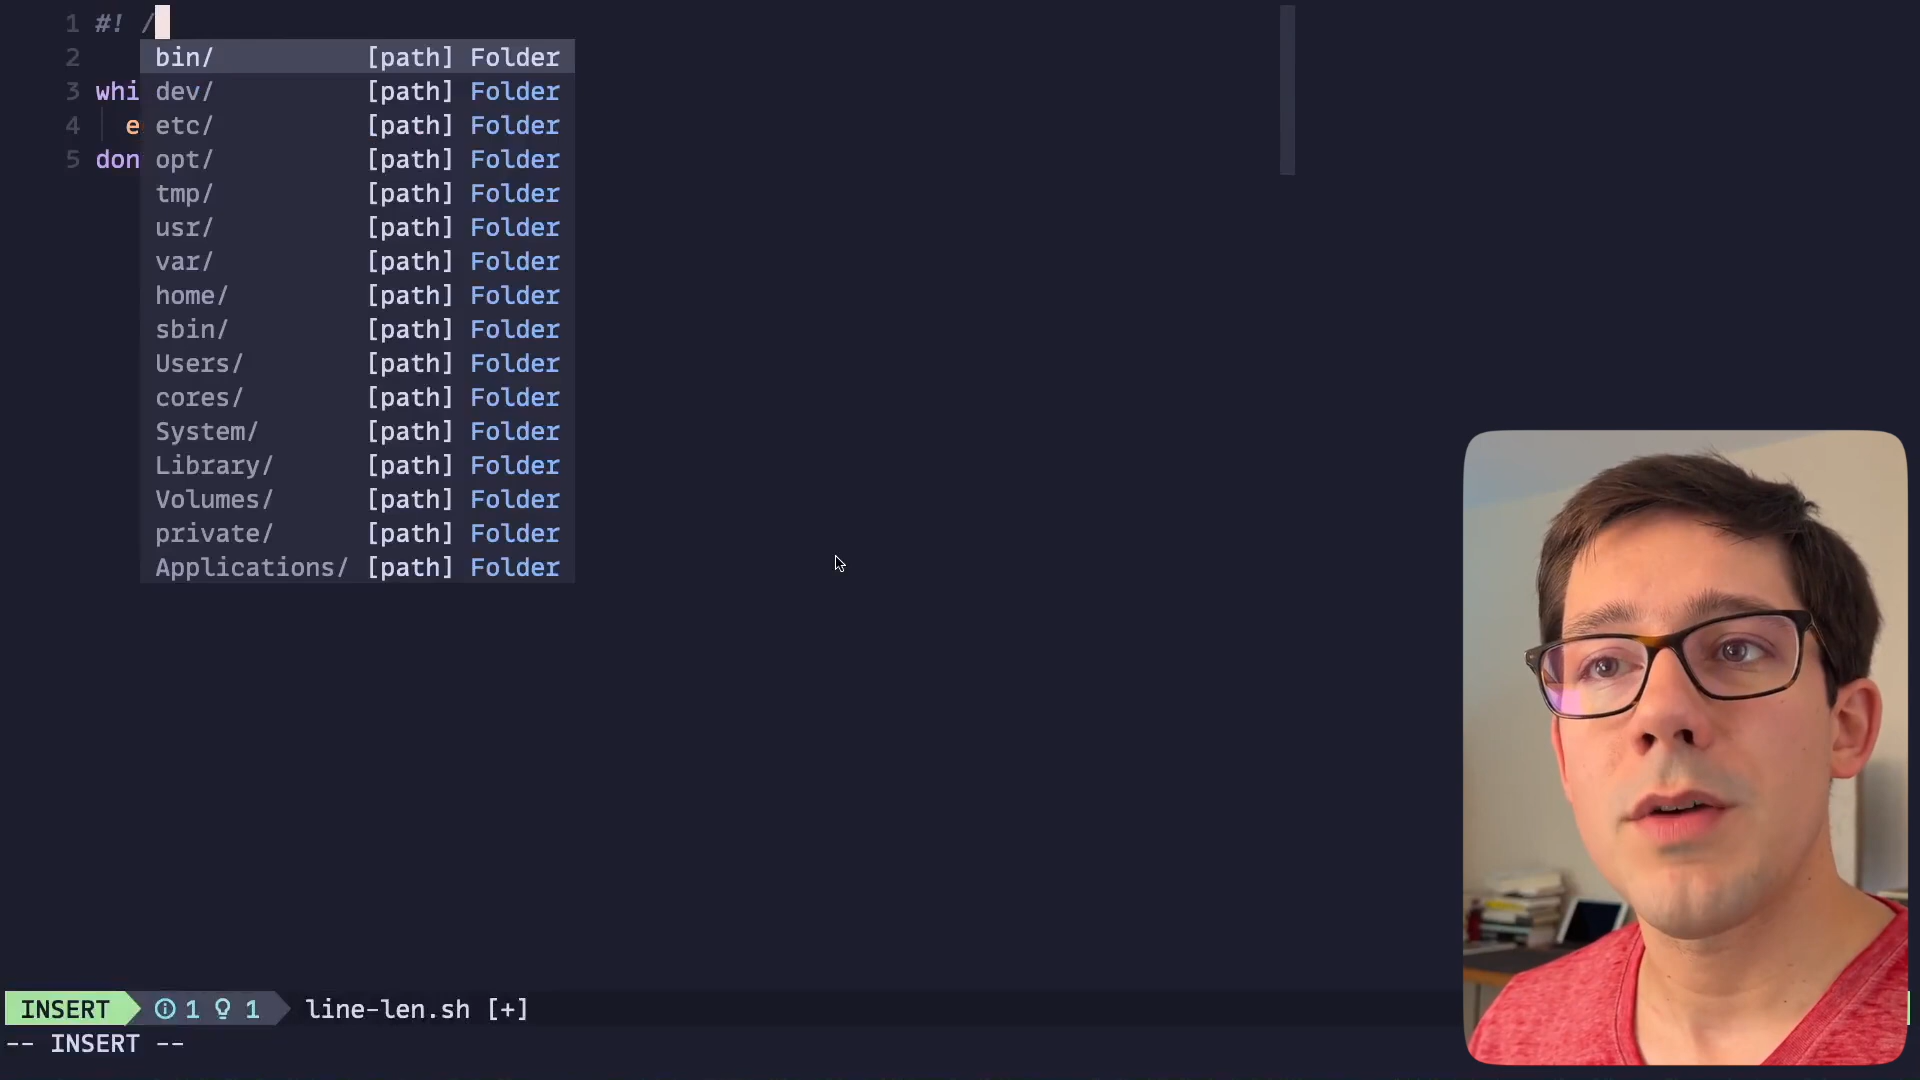 1 #! /
2 bin/ [path] Folder
3 whi dev/ [path] Folder
4 e etc/ [path] Folder
5 don opt/ [path] Folder
tmp/ [path] Folder
usr/ [path] Folder
var/ [path] Folder
home/ [path] Folder
sbin/ [path] Folder
Users/ [path] Folder
cores/ [path] Folder
System/ [path] Folder
Library/ [path] Folder
Volumes/ [path] Folder
private/ [path] Folder
Applications/ [path] Folder
INSERT 1 1 line-len.sh [+]
-- INSERT --